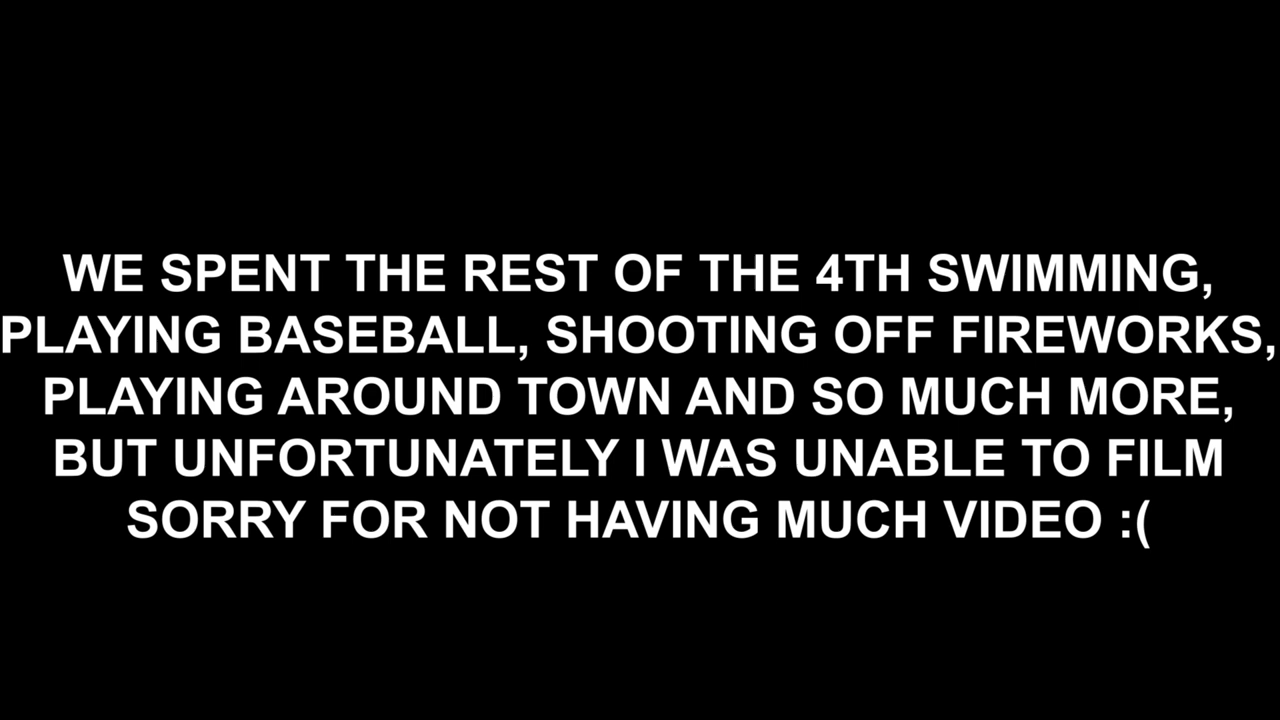 WE SPENT THE REST OF THE 4TH SWIMMING,
PLAYING BASEBALL, SHOOTING OFF FIREWORKS,
PLAYING AROUND TOWN AND SO MUCH MORE,
BUT UNFORTUNATELY I WAS UNABLE TO FILM
SORRY FOR NOT HAVING MUCH VIDEO :(